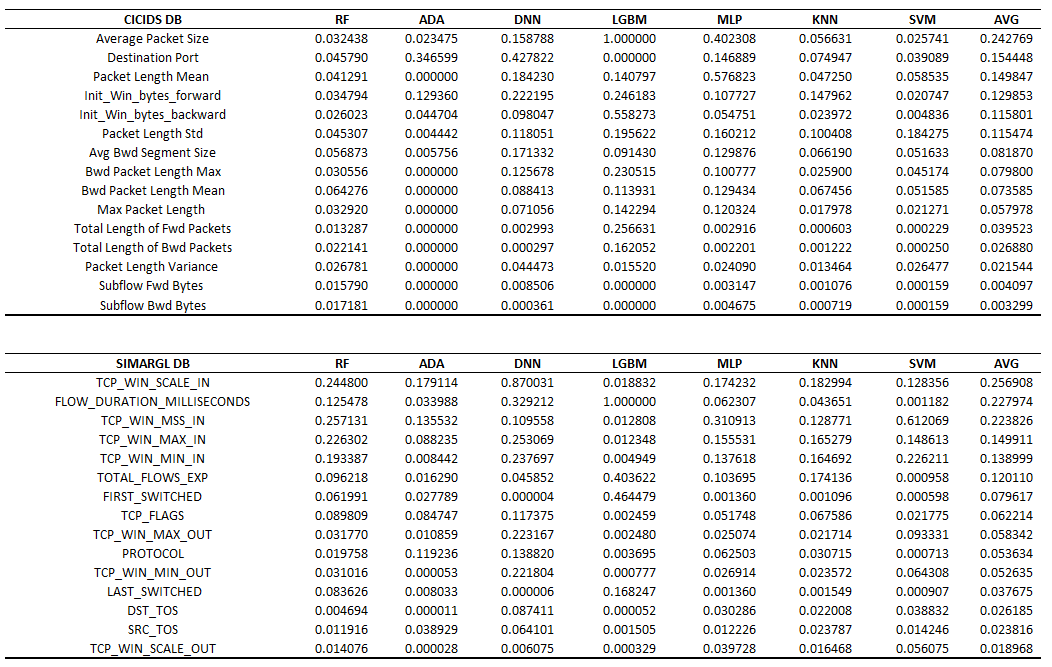 CICIDS DB RF ADA DNN LGBM MLP KNN SVM AVG
Average Packet Size 0.032438 0.023475 0.158788 1.000000 0.402308 0.056631 0.025741 0.242769
Destination Port 0.045790 0.346599 0.427822 0.000000 0.146889 0.074947 0.039089 0.154448
Packet Length Mean 0.041291 0.000000 0.184230 0.140797 0.576823 0.047250 0.058535 0.149847
Init_Win_bytes_forward 0.034794 0.129360 0.222195 0.246183 0.107727 0.147962 0.020747 0.129853
Init_Win_bytes_backward 0.026023 0.044704 0.098047 0.558273 0.054751 0.023972 0.004836 0.115801
Packet Length Std 0.045307 0.004442 0.118051 0.195622 0.160212 0.100408 0.184275 0.115474
Avg Bwd Segment Size 0.056873 0.005756 0.171332 0.091430 0.129876 0.066190 0.051633 0.081870
Bwd Packet Length Max 0.030556 0.000000 0.125678 0.230515 0.100777 0.025900 0.045174 0.079800
Bwd Packet Length Mean 0.064276 0.000000 0.088413 0.113931 0.129434 0.067456 0.051585 0.073585
Max Packet Length 0.032920 0.000000 0.071056 0.142294 0.120324 0.017978 0.021271 0.057978
Total Length of Fwd Packets 0.013287 0.000000 0.002993 0.256631 0.002916 0.000603 0.000229 0.039523
Total Length of Bwd Packets 0.022141 0.000000 0.000297 0.162052 0.002201 0.001222 0.000250 0.026880
Packet Length Variance 0.026781 0.000000 0.044473 0.015520 0.024090 0.013464 0.026477 0.021544
Subflow Fwd Bytes 0.015790 0.000000 0.008506 0.000000 0.003147 0.001076 0.000159 0.004097
Subflow Bwd Bytes 0.017181 0.000000 0.000361 0.000000 0.004675 0.000719 0.000159 0.003299
SIMARGL DB RF ADA DNN LGBM MLP KNN SVM AVG
TCP_WIN_SCALE_IN 0.244800 0.179114 0.870031 0.018832 0.174232 0.182994 0.128356 0.256908
FLOW_DURATION_MILLISECONDS 0.125478 0.033988 0.329212 1.000000 0.062307 0.043651 0.001182 0.227974
TCP_WIN_MSS_IN 0.257131 0.135532 0.109558 0.012808 0.310913 0.128771 0.612069 0.223826
TCP_WIN_MAX_IN 0.226302 0.088235 0.253069 0.012348 0.155531 0.165279 0.148613 0.149911
TCP_WIN_MIN_IN 0.193387 0.008442 0.237697 0.004949 0.137618 0.164692 0.226211 0.138999
TOTAL_FLOWS_EXP 0.096218 0.016290 0.045852 0.403622 0.103695 0.174136 0.000958 0.120110
FIRST_SWITCHED 0.061991 0.027789 0.000004 0.464479 0.001360 0.001096 0.000598 0.079617
TCP_FLAGS 0.089809 0.084747 0.117375 0.002459 0.051748 0.067586 0.021775 0.062214
TCP_WIN_MAX_OUT 0.031770 0.010859 0.223167 0.002480 0.025074 0.021714 0.093331 0.058342
PROTOCOL 0.019758 0.119236 0.138820 0.003695 0.062503 0.030715 0.000713 0.053634
TCP_WIN_MIN_OUT 0.031016 0.000053 0.221804 0.000777 0.026914 0.023572 0.064308 0.052635
LAST_SWITCHED 0.083626 0.008033 0.000006 0.168247 0.001360 0.001549 0.000907 0.037675
DST_TOS 0.004694 0.000011 0.087411 0.000052 0.030286 0.022008 0.038832 0.026185
SRC_TOS 0.011916 0.038929 0.064101 0.001505 0.012226 0.023787 0.014246 0.023816
TCP_WIN_SCALE_OUT 0.014076 0.000028 0.006075 0.000329 0.039728 0.016468 0.056075 0.018968